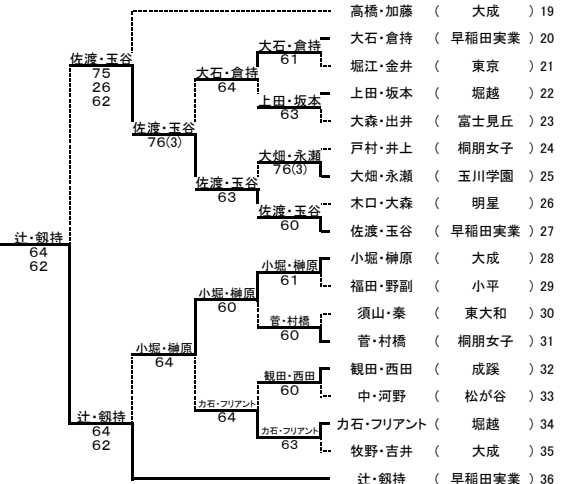 高橋・加藤 ( 大成 ) 19
大石・倉持 ( 早稲田実業 ) 20
大石・倉持
61
堀江・金井 ( 東京 ) 21
佐渡・玉谷
75
26
62
大石・倉持
64
上田・坂本 ( 堀越 ) 22
上田・坂本
63
大森・出井 ( 富士見丘 ) 23
佐渡・玉谷
76(3)
戸村・井上 ( 桐朋女子 ) 24
大畑・永瀬
76(3)
大畑・永瀬 ( 玉川学園 ) 25
佐渡・玉谷
63
木口・大森 ( 明星 ) 26
佐渡・玉谷
60
佐渡・玉谷 ( 早稲田実業 ) 27
辻・剱持
64
62
小堀・榊原 ( 大成 ) 28
小堀・榊原
61
福田・野副 ( 小平 ) 29
小堀・榊原
60
須山・秦 ( 東大和 ) 30
菅・村橋
60
菅・村橋 ( 桐朋女子 ) 31
小堀・榊原
64
観田・西田 ( 成蹊 ) 32
観田・西田
60
中・河野 ( 松が谷 ) 33
力石・フリアント
64
力石・フリアント ( 堀越 ) 34
力石・フリアント
63
牧野・吉井 ( 大成 ) 35
辻・剱持
64
62
辻・剱持 ( 早稲田実業 ) 36